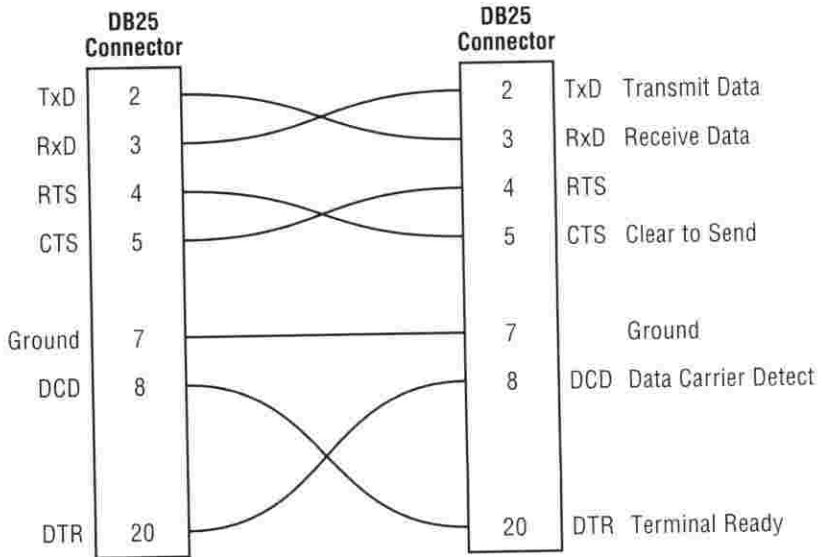 DB25
Connector
DB25
Connector
TxD 2
2 TxD Transmit Data
RxD 3
3 RxD Receive Data
RTS 4
4 RTS
CTS 5
5 CTS Clear to Send
Ground 7
7 Ground
DCD 8
8 DCD Data Carrier Detect
DTR 20
20 DTR Terminal Ready